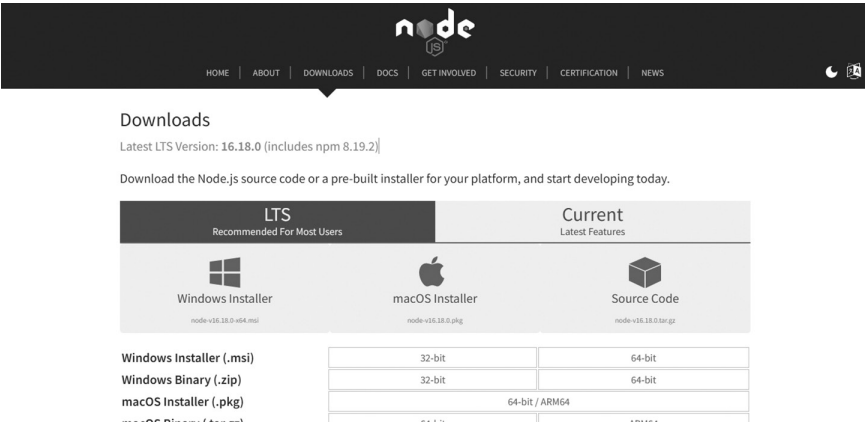 node
JS
HOME | ABOUT | DOWNLOADS | DOCS | GET INVOLVED | SECURITY | CERTIFICATION | NEWS
Downloads
Latest LTS Version: 16.18.0 (includes npm 8.19.2)
Download the Node.js source code or a pre-built installer for your platform, and start developing today.
LTS Current
Recommended For Most Users Latest Features
Windows Installer macOS Installer Source Code
node-v16.18.0-x64.msi node-v16.18.0.pkg node-v16.18.0.tar.gz
Windows Installer (.msi) 32-bit 64-bit
Windows Binary (.zip) 32-bit 64-bit
macOS Installer (.pkg) 64-bit / ARM64